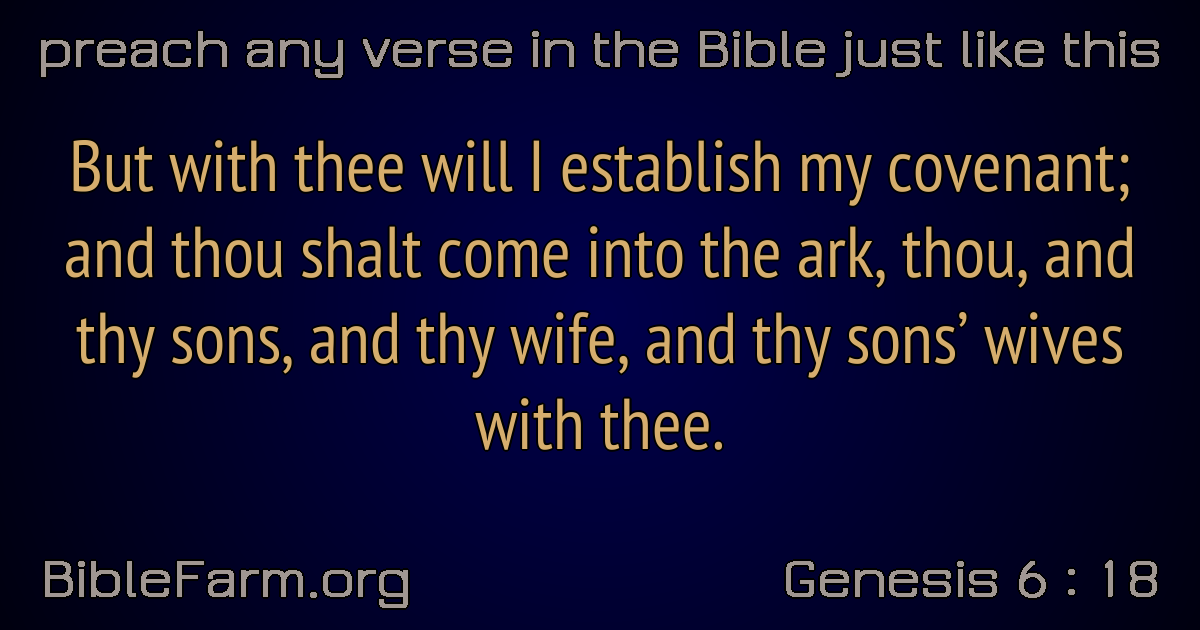 preach any verse in the Bible just like this
But with thee will I establish my covenant;
and thou shalt come into the ark, thou, and
thy sons, and thy wife, and thy sons’ wives
with thee.
BibleFarm.org
Genesis 6 : 18